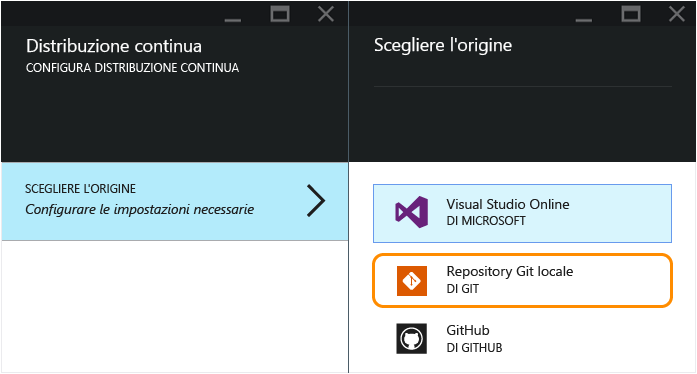 Distribuzione continua
CONFIGURA DISTRIBUZIONE CONTINUA
SCEGLIERE L'ORIGINE
Configurare le impostazioni necessarie
Scegliere l'origine
Visual Studio Online
DI MICROSOFT
Repository Git locale
DI GIT
GitHub
DI GITHUB